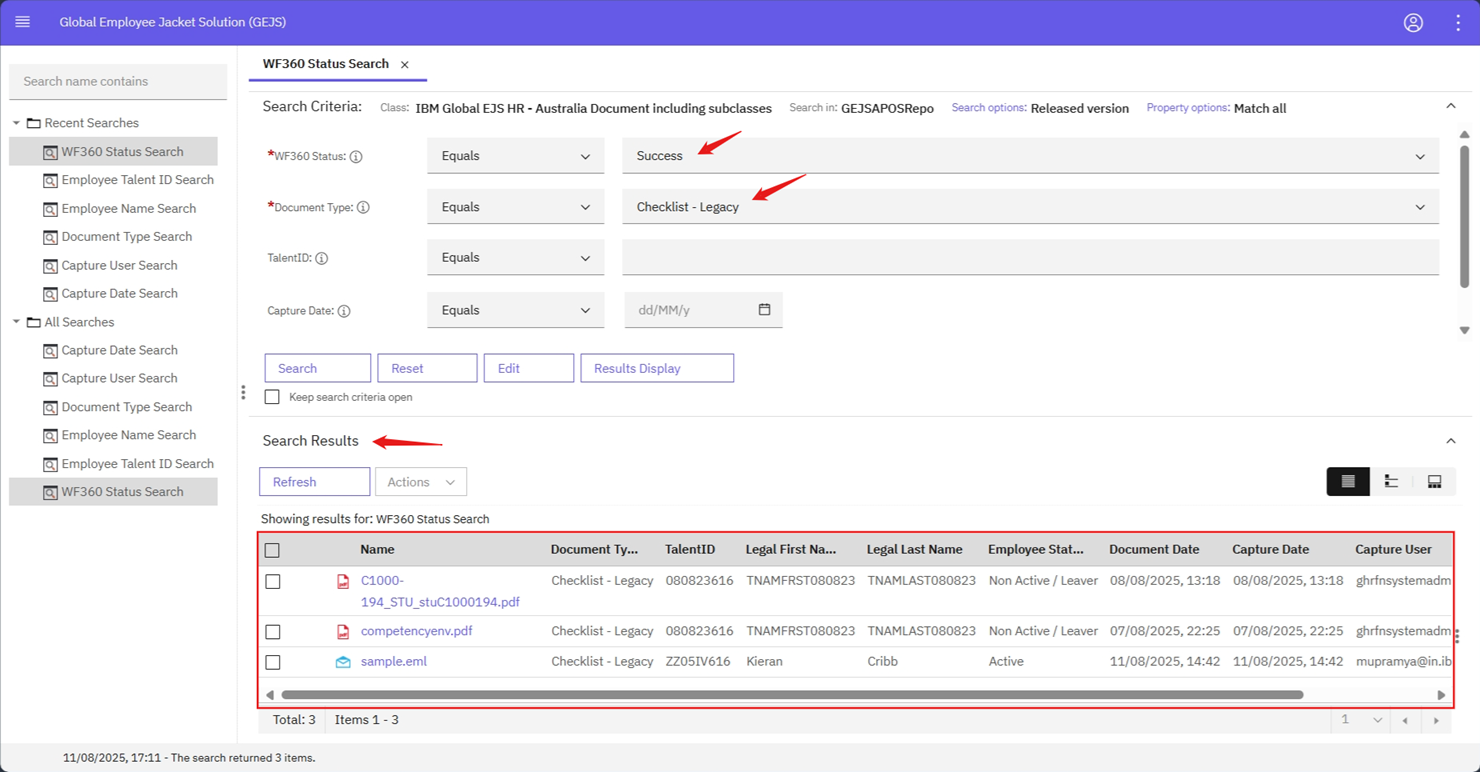 Global Employee Jacket Solution (GEJS)
Search name contains
Recent Searches
WF360 Status Search
Employee Talent ID Search
Employee Name Search
Document Type Search
Capture User Search
Capture Date Search
All Searches
Capture Date Search
Capture User Search
Document Type Search
Employee Name Search
Employee Talent ID Search
WF360 Status Search
WF360 Status Search
Search Criteria: Class: IBM Global EJS HR - Australia Document including subclasses Search in: GEJSAPOSRepo Search options: Released version Property options: Match all
*WF360 Status: Equals Success
*Document Type: Equals Checklist - Legacy
TalentID: Equals
Capture Date: Equals dd/MM/y
Search Reset Edit Results Display
Keep search criteria open
Search Results
Refresh Actions
Showing results for: WF360 Status Search
Name Document Ty... TalentID Legal First Na... Legal Last Name Employee Stat... Document Date Capture Date Capture User
C1000- Checklist - Legacy 080823616 TNAMFRST080823 TNAMLAST080823 Non Active / Leaver 08/08/2025, 13:18 08/08/2025, 13:18 ghrfnsystemadm
194_STU_stuC1000194.pdf
competencyenv.pdf Checklist - Legacy 080823616 TNAMFRST080823 TNAMLAST080823 Non Active / Leaver 07/08/2025, 22:25 07/08/2025, 22:25 ghrfnsystemadm
sample.eml Checklist - Legacy ZZ05IV616 Kieran Cribb Active 11/08/2025, 14:42 11/08/2025, 14:42 mupramya@in.ib
Total: 3 Items 1 - 3 1
11/08/2025, 17:11 - The search returned 3 items.